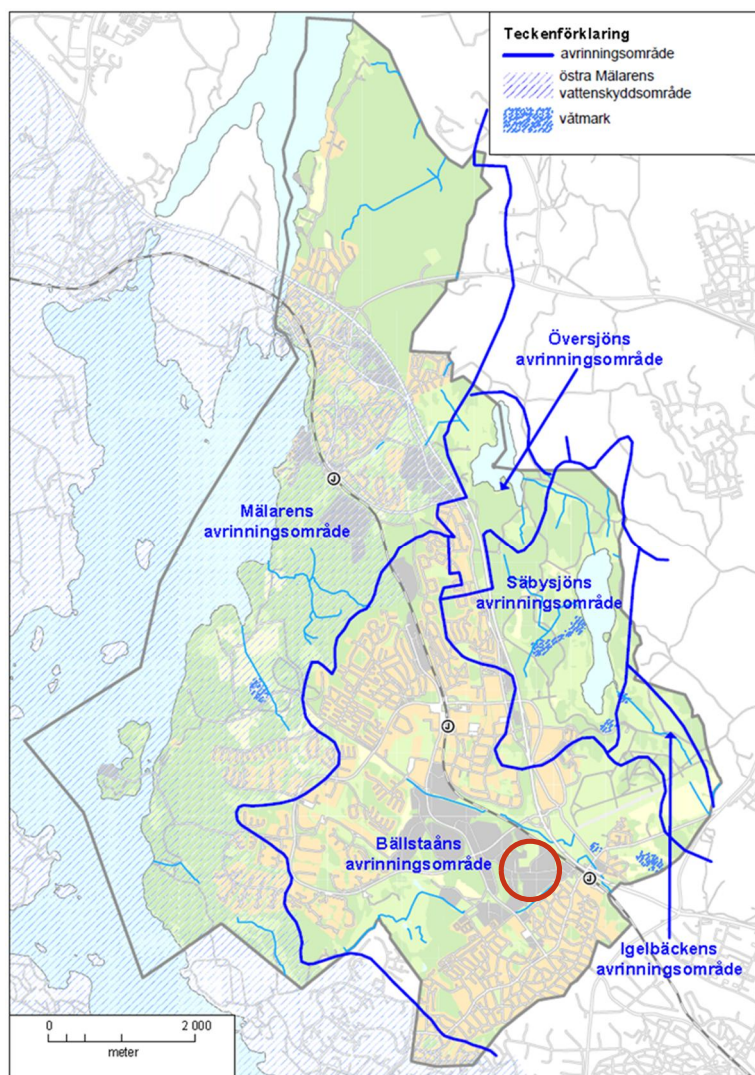 Teckenförklaring
avrinningsområde
östra Mälarens
vattenskyddsområde
våtmark
Översjöns
avrinningsområde
Mälarens
avrinningsområde
Säbysjöns
avrinningsområde
Bällstaåns
avrinningsområde
Igelbäckens
avrinningsområde
J
J
J
0 2 000
meter